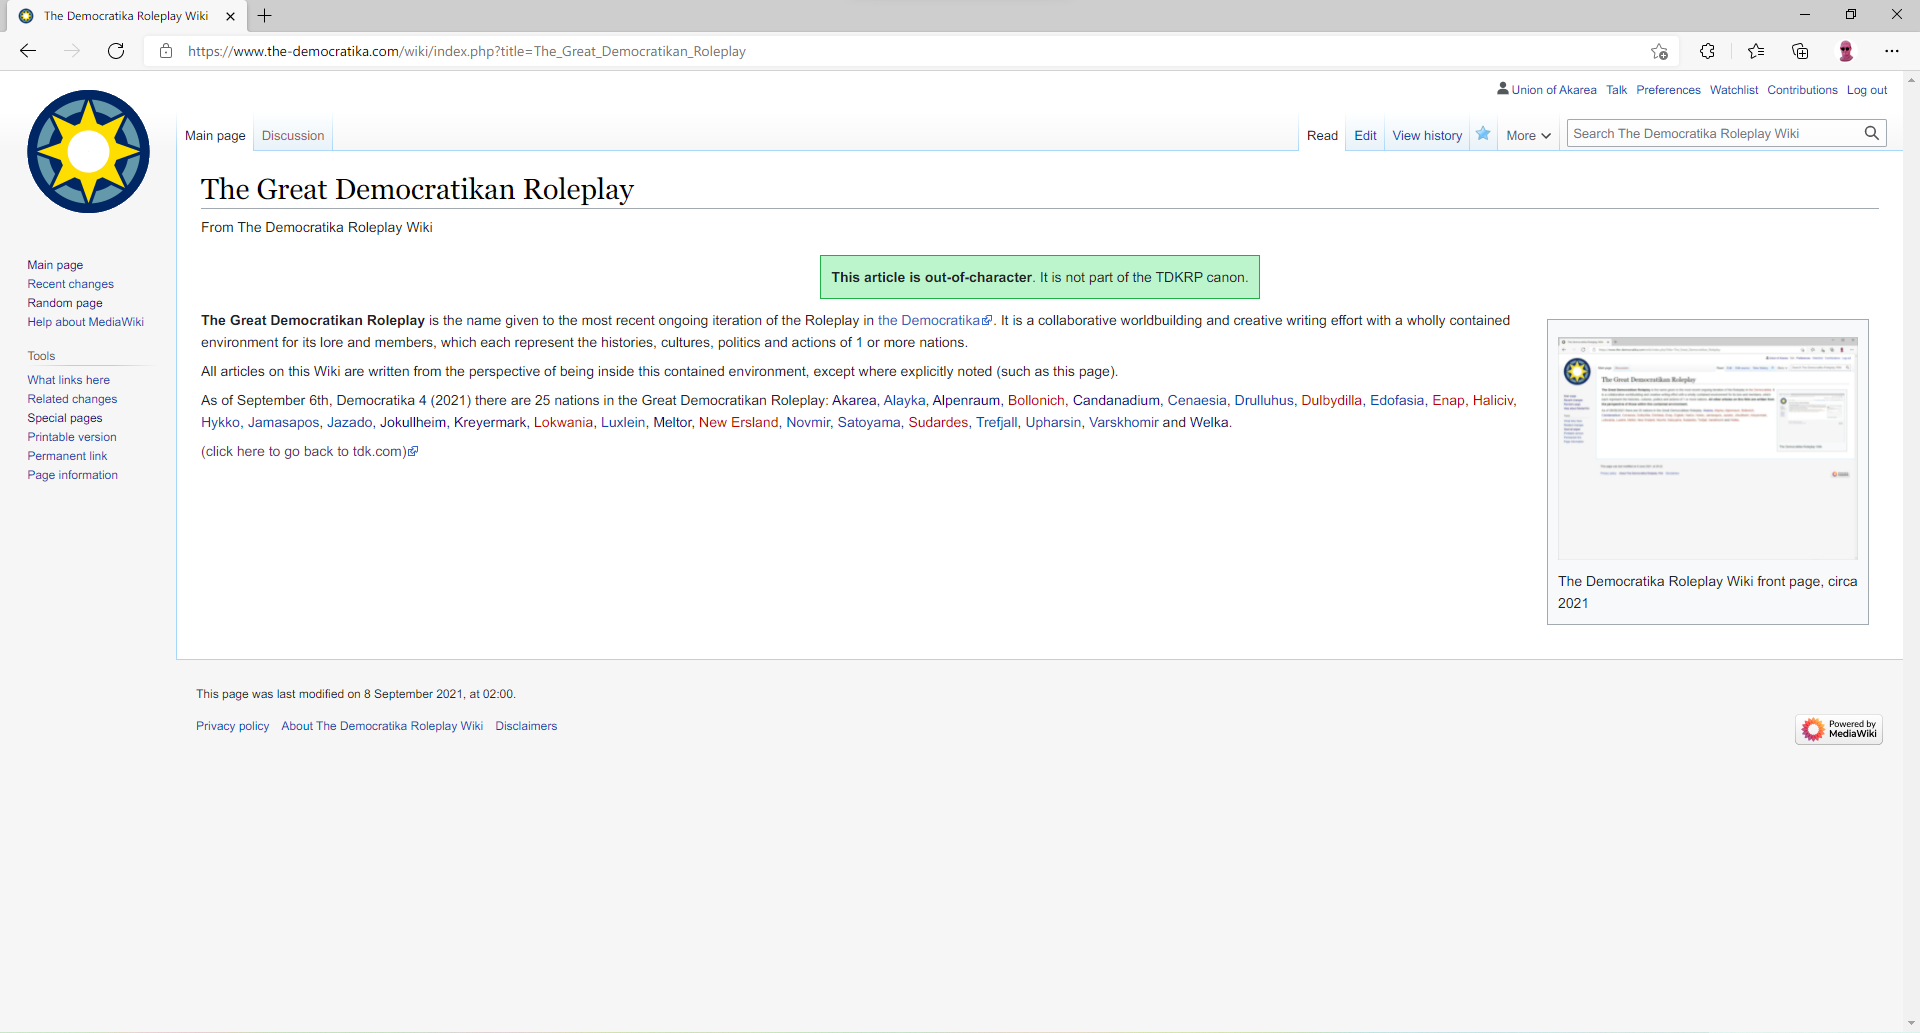 The Democratika Roleplay Wiki
https://www.the-democratika.com/wiki/index.php?title=The_Great_Democratikan_Roleplay
Union of Akarea Talk Preferences Watchlist Contributions Log out
Main page Discussion Read Edit View history More Search The Democratika Roleplay Wiki
The Great Democratikan Roleplay
From The Democratika Roleplay Wiki
This article is out-of-character. It is not part of the TDKRP canon.
The Great Democratikan Roleplay is the name given to the most recent ongoing iteration of the Roleplay in the Democratika. It is a collaborative worldbuilding and creative writing effort with a wholly contained
environment for its lore and members, which each represent the histories, cultures, politics and actions of 1 or more nations.
All articles on this Wiki are written from the perspective of being inside this contained environment, except where explicitly noted (such as this page).
As of September 6th, Democratika 4 (2021) there are 25 nations in the Great Democratikan Roleplay: Akarea, Alayka, Alpenraum, Bollonich, Candanadium, Cenaesia, Drulluhus, Dulbydilla, Edofasia, Enap, Haliciv,
Hykko, Jamasapos, Jazado, Jokullheim, Kreyermark, Lokwania, Luxlein, Meltor, New Ersland, Novmir, Satoyama, Sudardes, Trefjall, Upharsin, Varskhomir and Welka.
(click here to go back to tdk.com)
The Great Democratikan Roleplay
The Democratika Roleplay Wiki front page, circa
2021
Main page
Recent changes
Random page
Help about MediaWiki
Tools
What links here
Related changes
Special pages
Printable version
Permanent link
Page information
This page was last modified on 8 September 2021, at 02:00.
Privacy policy About The Democratika Roleplay Wiki Disclaimers
Powered by
MediaWiki